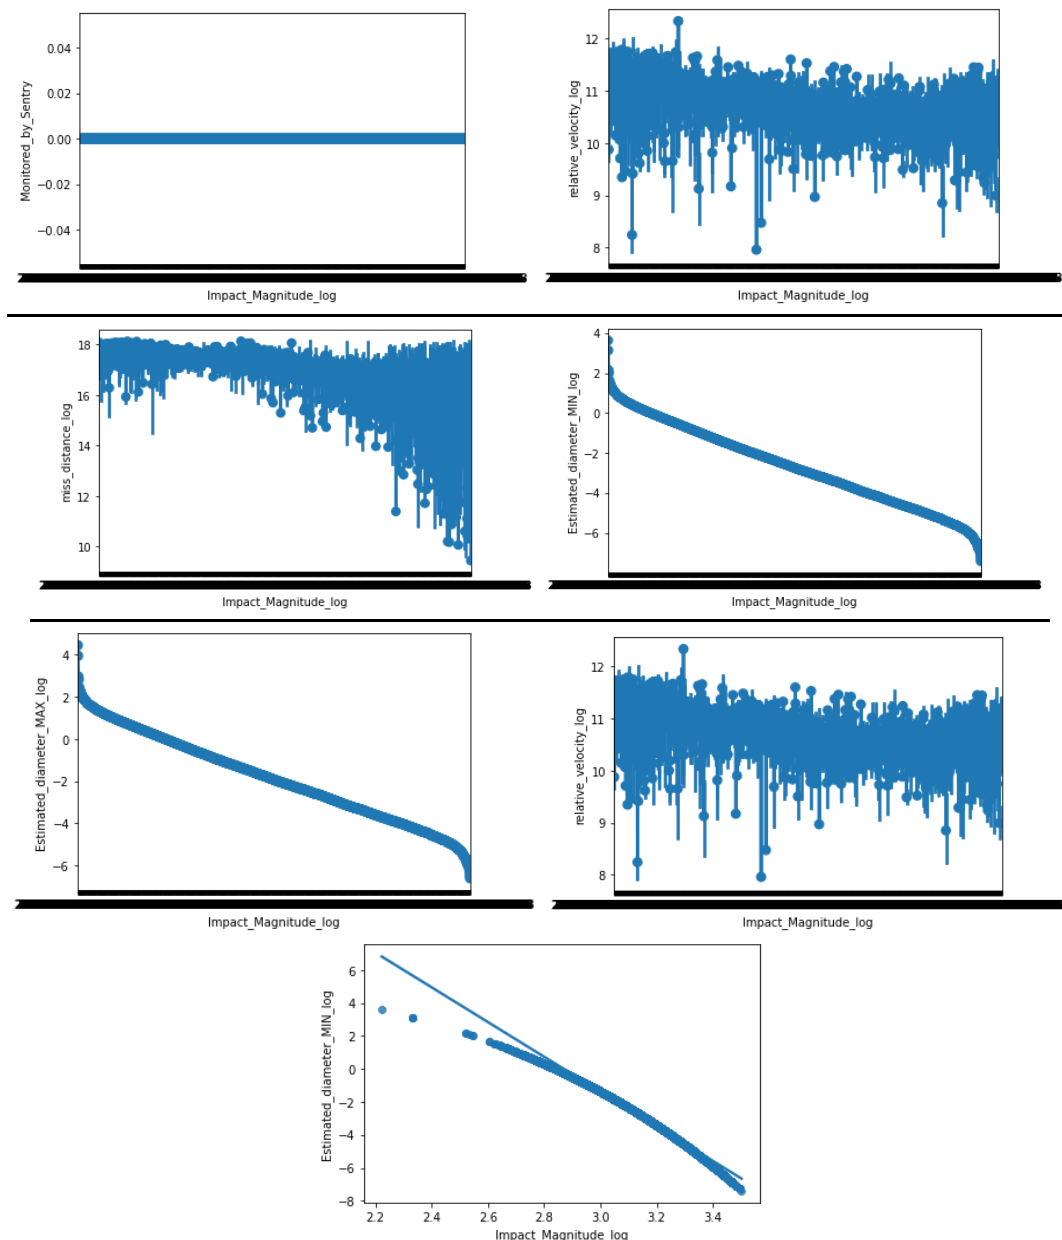 0.04
0.02
0.00
−0.02
−0.04
Monitored_by_Sentry
Impact_Magnitude_log
12
11
10
9
8
relative_velocity_log
Impact_Magnitude_log
18
16
14
12
10
miss_distance_log
Impact_Magnitude_log
4
2
0
−2
−4
−6
Estimated_diameter_MIN_log
Impact_Magnitude_log
4
2
0
−2
−4
−6
Estimated_diameter_MAX_log
Impact_Magnitude_log
12
11
10
9
8
relative_velocity_log
Impact_Magnitude_log
6
4
2
0
−2
−4
−6
−8
Estimated_diameter_MIN_log
2.2 2.4 2.6 2.8 3.0 3.2 3.4
Impact_Magnitude_log